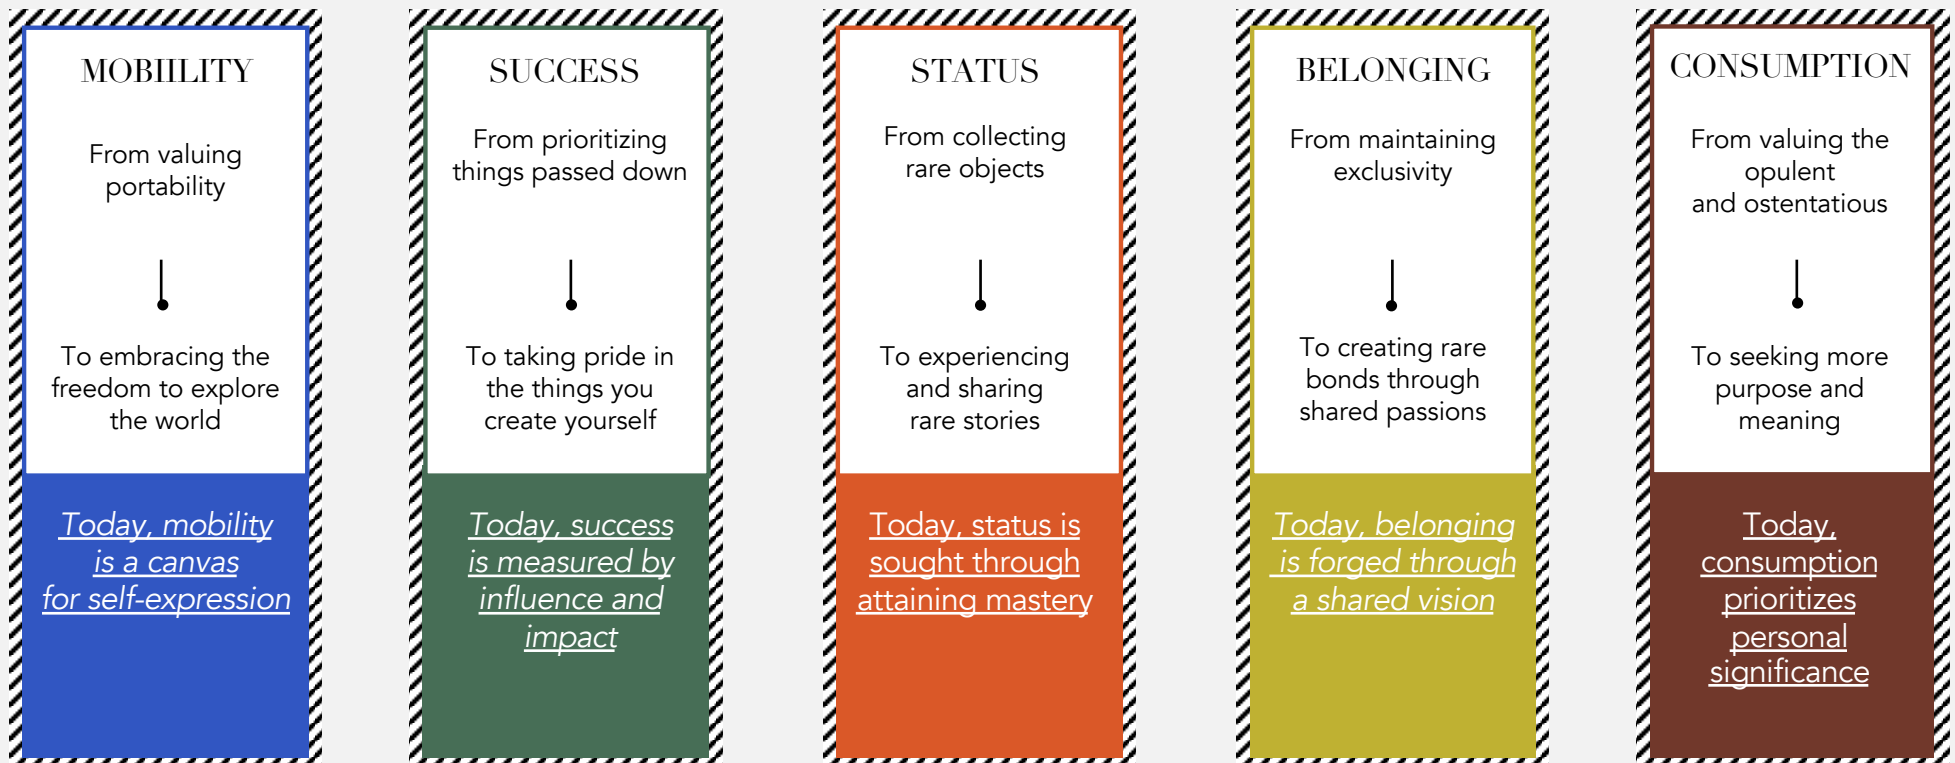 MOBIILITY
From valuing
portability
To embracing the
freedom to explore
the world
Today, mobility
is a canvas
for self-expression
SUCCESS
From prioritizing
things passed down
To taking pride in
the things you
create yourself
Today, success
is measured by
influence and
impact
STATUS
From collecting
rare objects
To experiencing
and sharing
rare stories
Today, status is
sought through
attaining mastery
BELONGING
From maintaining
exclusivity
To creating rare
bonds through
shared passions
Today, belonging
is forged through
a shared vision
CONSUMPTION
From valuing the
opulent
and ostentatious
To seeking more
purpose and
meaning
Today,
consumption
prioritizes
personal
significance